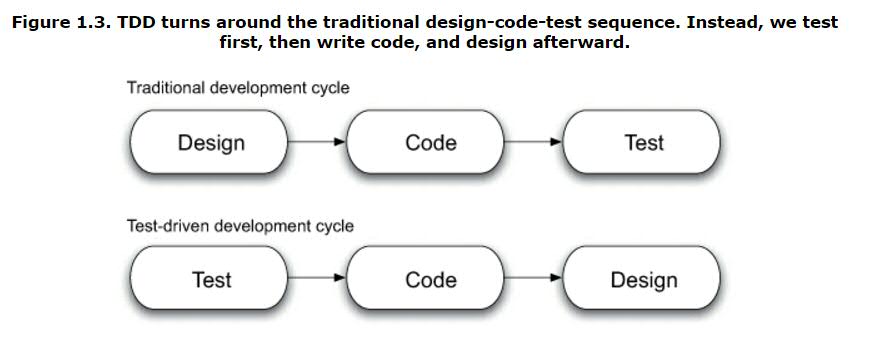 Figure 1.3. TDD turns around the traditional design-code-test sequence. Instead, we test
first, then write code, and design afterward.
Traditional development cycle
Design
Code
Test
Test-driven development cycle
Test
Code
Design